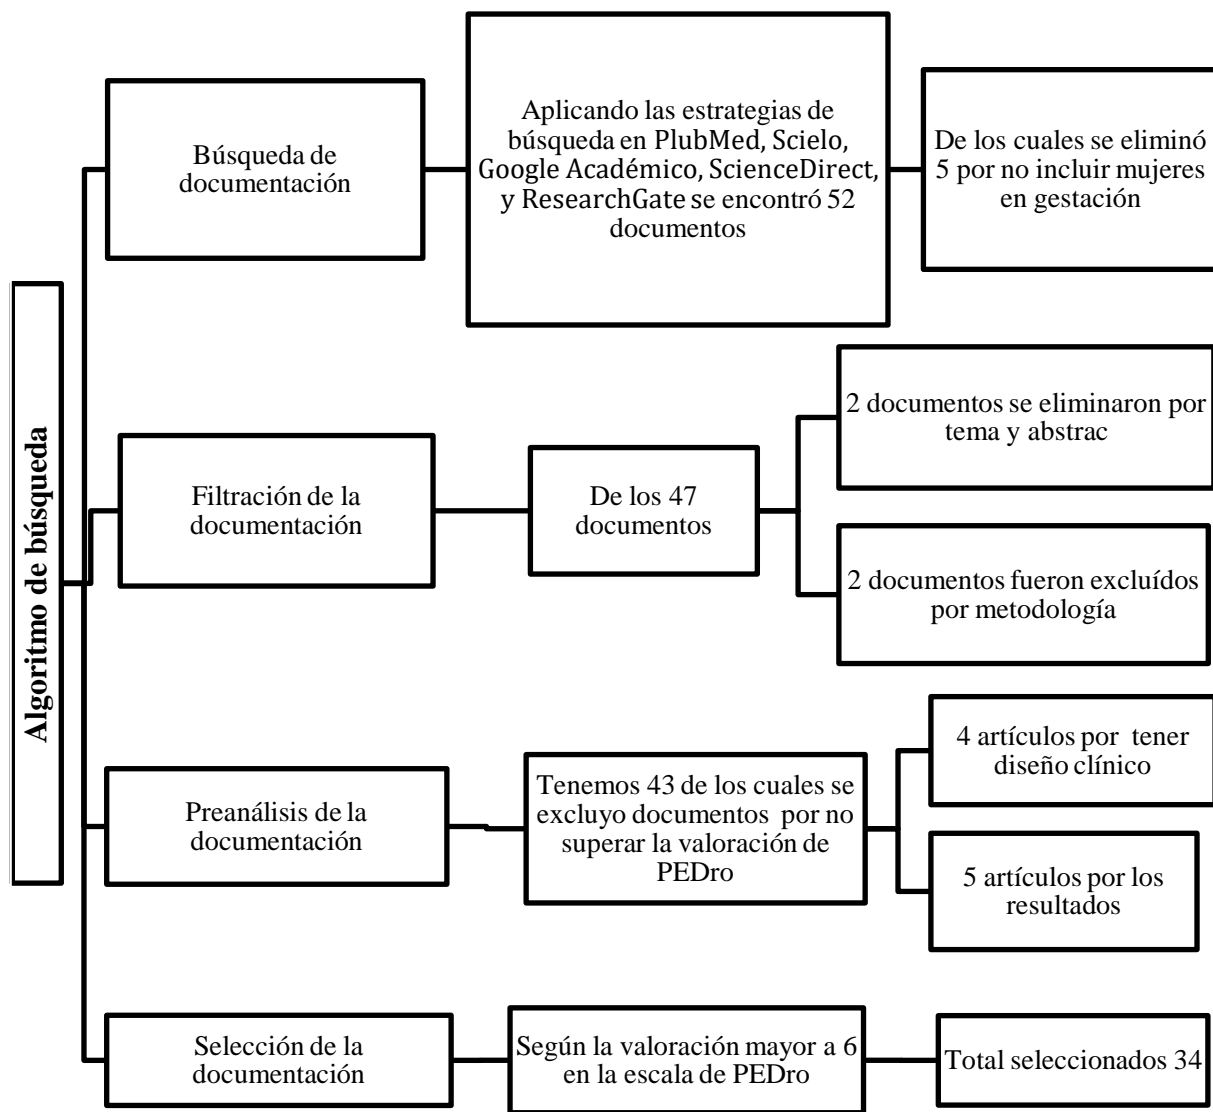 Algoritmo de búsqueda
Búsqueda de
documentación
Aplicando las estrategias de
búsqueda en PlubMed, Scielo,
Google Académico, ScienceDirect,
y ResearchGate se encontró 52
documentos
De los cuales se eliminó
5 por no incluir mujeres
en gestación
Filtración de la
documentación
De los 47
documentos
2 documentos se eliminaron por
tema y abstrac
2 documentos fueron excluídos
por metodología
Preanálisis de la
documentación
Tenemos 43 de los cuales se
excluyo documentos por no
superar la valoración de
PEDro
4 artículos por tener
diseño clínico
5 artículos por los
resultados
Selección de la
documentación
Según la valoración mayor a 6
en la escala de PEDro
Total seleccionados 34